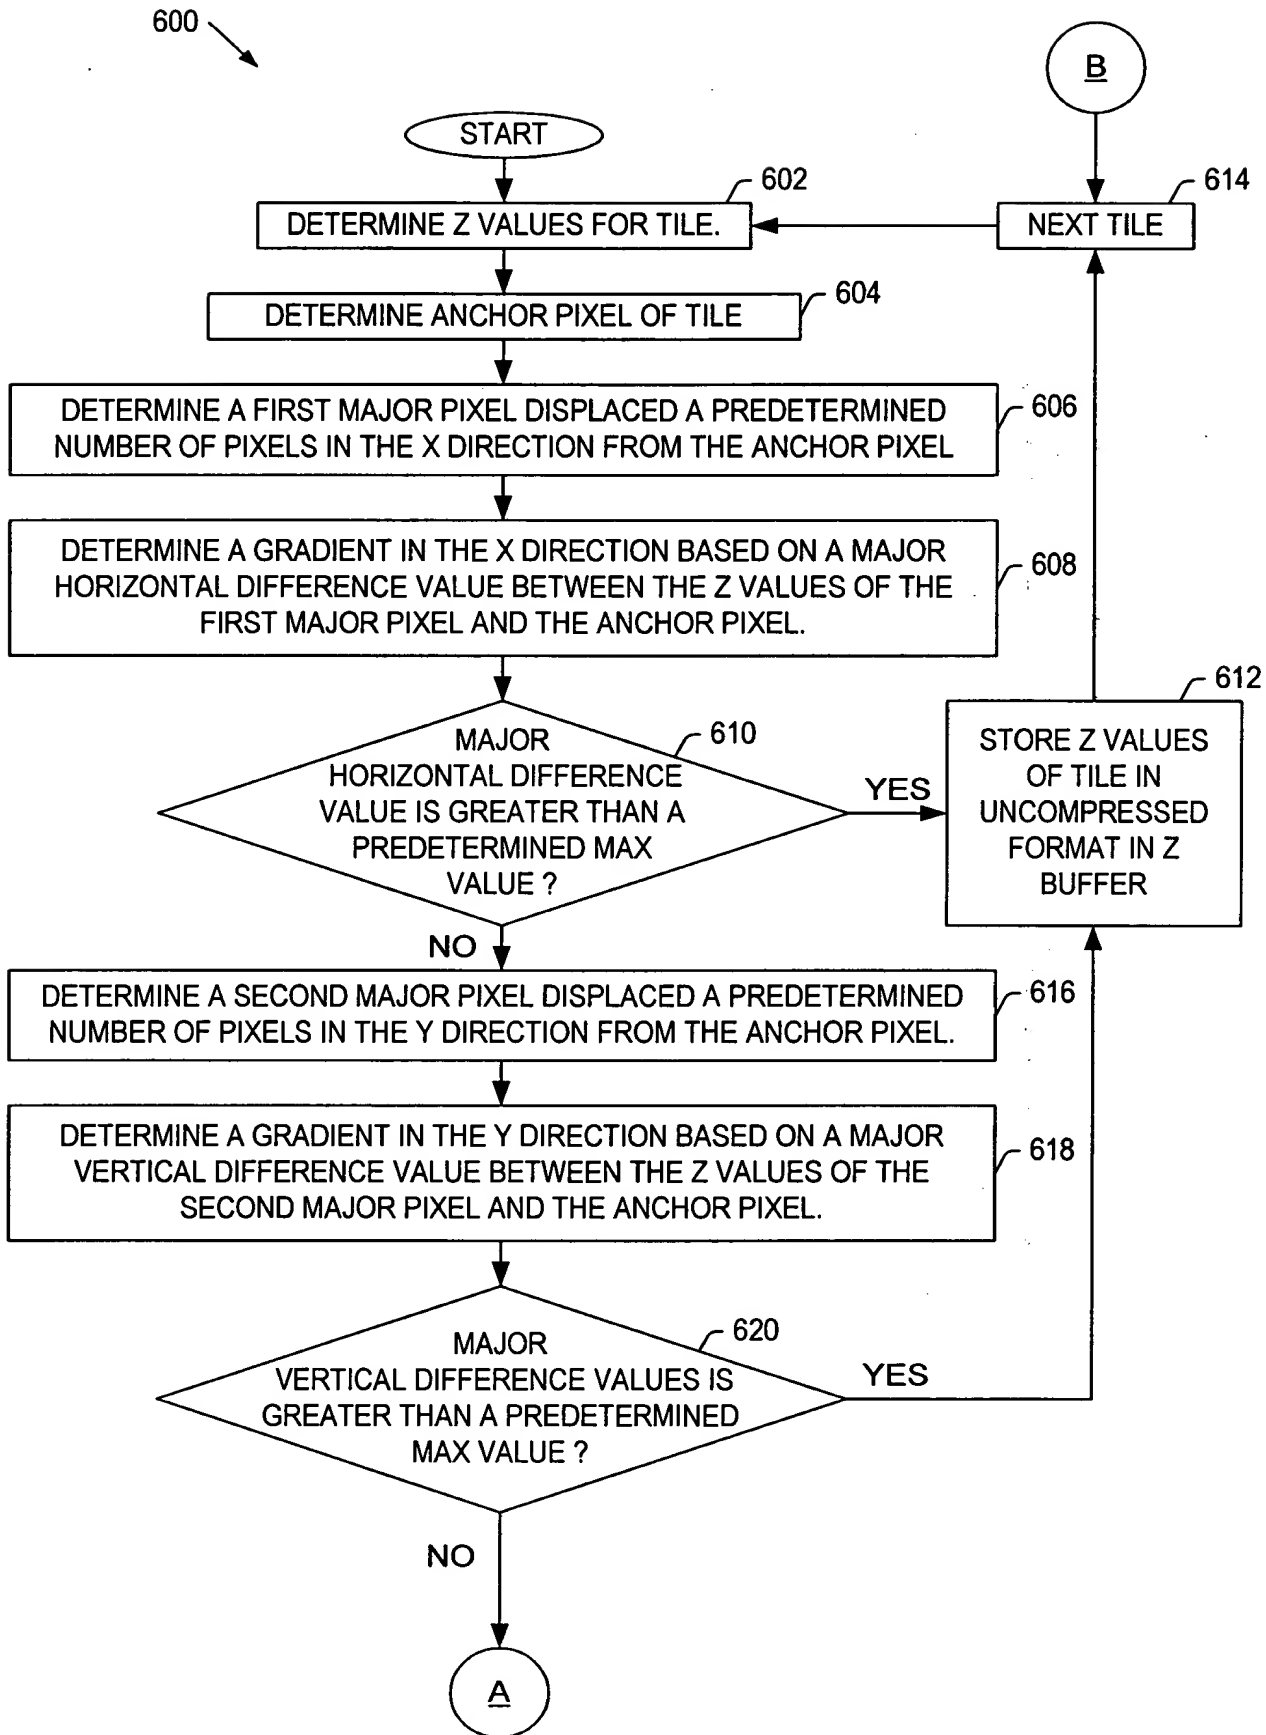 600
B
START
602
614
DETERMINE Z VALUES FOR TILE.
NEXT TILE
604
DETERMINE ANCHOR PIXEL OF TILE
606
DETERMINE A FIRST MAJOR PIXEL DISPLACED A PREDETERMINED
NUMBER OF PIXELS IN THE X DIRECTION FROM THE ANCHOR PIXEL
608
DETERMINE A GRADIENT IN THE X DIRECTION BASED ON A MAJOR
HORIZONTAL DIFFERENCE VALUE BETWEEN THE Z VALUES OF THE
FIRST MAJOR PIXEL AND THE ANCHOR PIXEL.
610
MAJOR
HORIZONTAL DIFFERENCE
VALUE IS GREATER THAN A
PREDETERMINED MAX
VALUE ?
YES
612
STORE Z VALUES
OF TILE IN
UNCOMPRESSED
FORMAT IN Z
BUFFER
NO
616
DETERMINE A SECOND MAJOR PIXEL DISPLACED A PREDETERMINED
NUMBER OF PIXELS IN THE Y DIRECTION FROM THE ANCHOR PIXEL.
618
DETERMINE A GRADIENT IN THE Y DIRECTION BASED ON A MAJOR
VERTICAL DIFFERENCE VALUE BETWEEN THE Z VALUES OF THE
SECOND MAJOR PIXEL AND THE ANCHOR PIXEL.
620
MAJOR
VERTICAL DIFFERENCE VALUES IS
GREATER THAN A PREDETERMINED
MAX VALUE ?
YES
NO
A